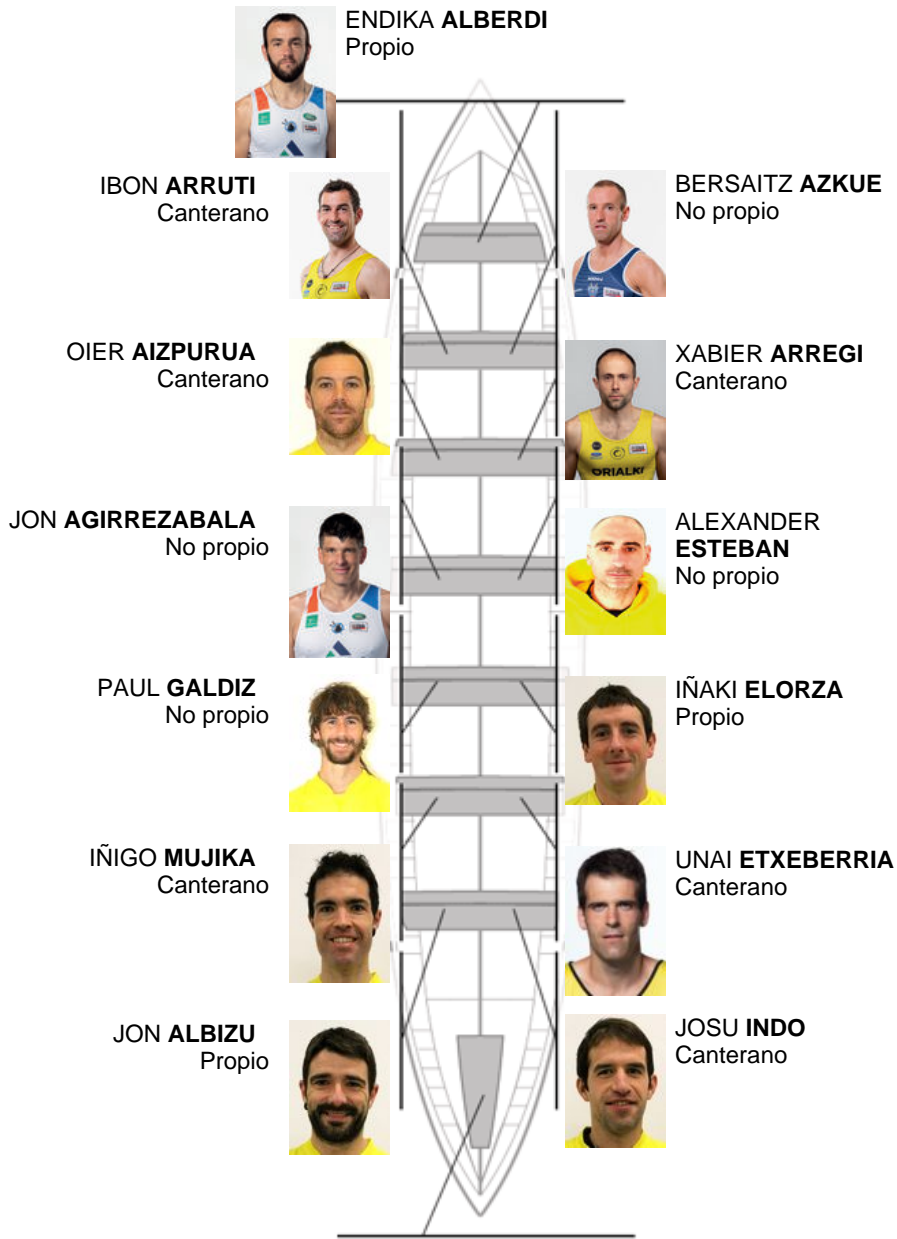 ENDIKA ALBERDI
Propio
IBON ARRUTI
Canterano
BERSAITZ AZKUE
No propio
OIER AIZPURUA
Canterano
XABIER ARREGI
Canterano
ORIALKI
JON AGIRREZABALA
No propio
ALEXANDER
ESTEBAN
No propio
PAUL GALDIZ
No propio
IÑAKI ELORZA
Propio
IÑIGO MUJIKA
Canterano
UNAI ETXEBERRIA
Canterano
JON ALBIZU
Propio
JOSU INDO
Canterano